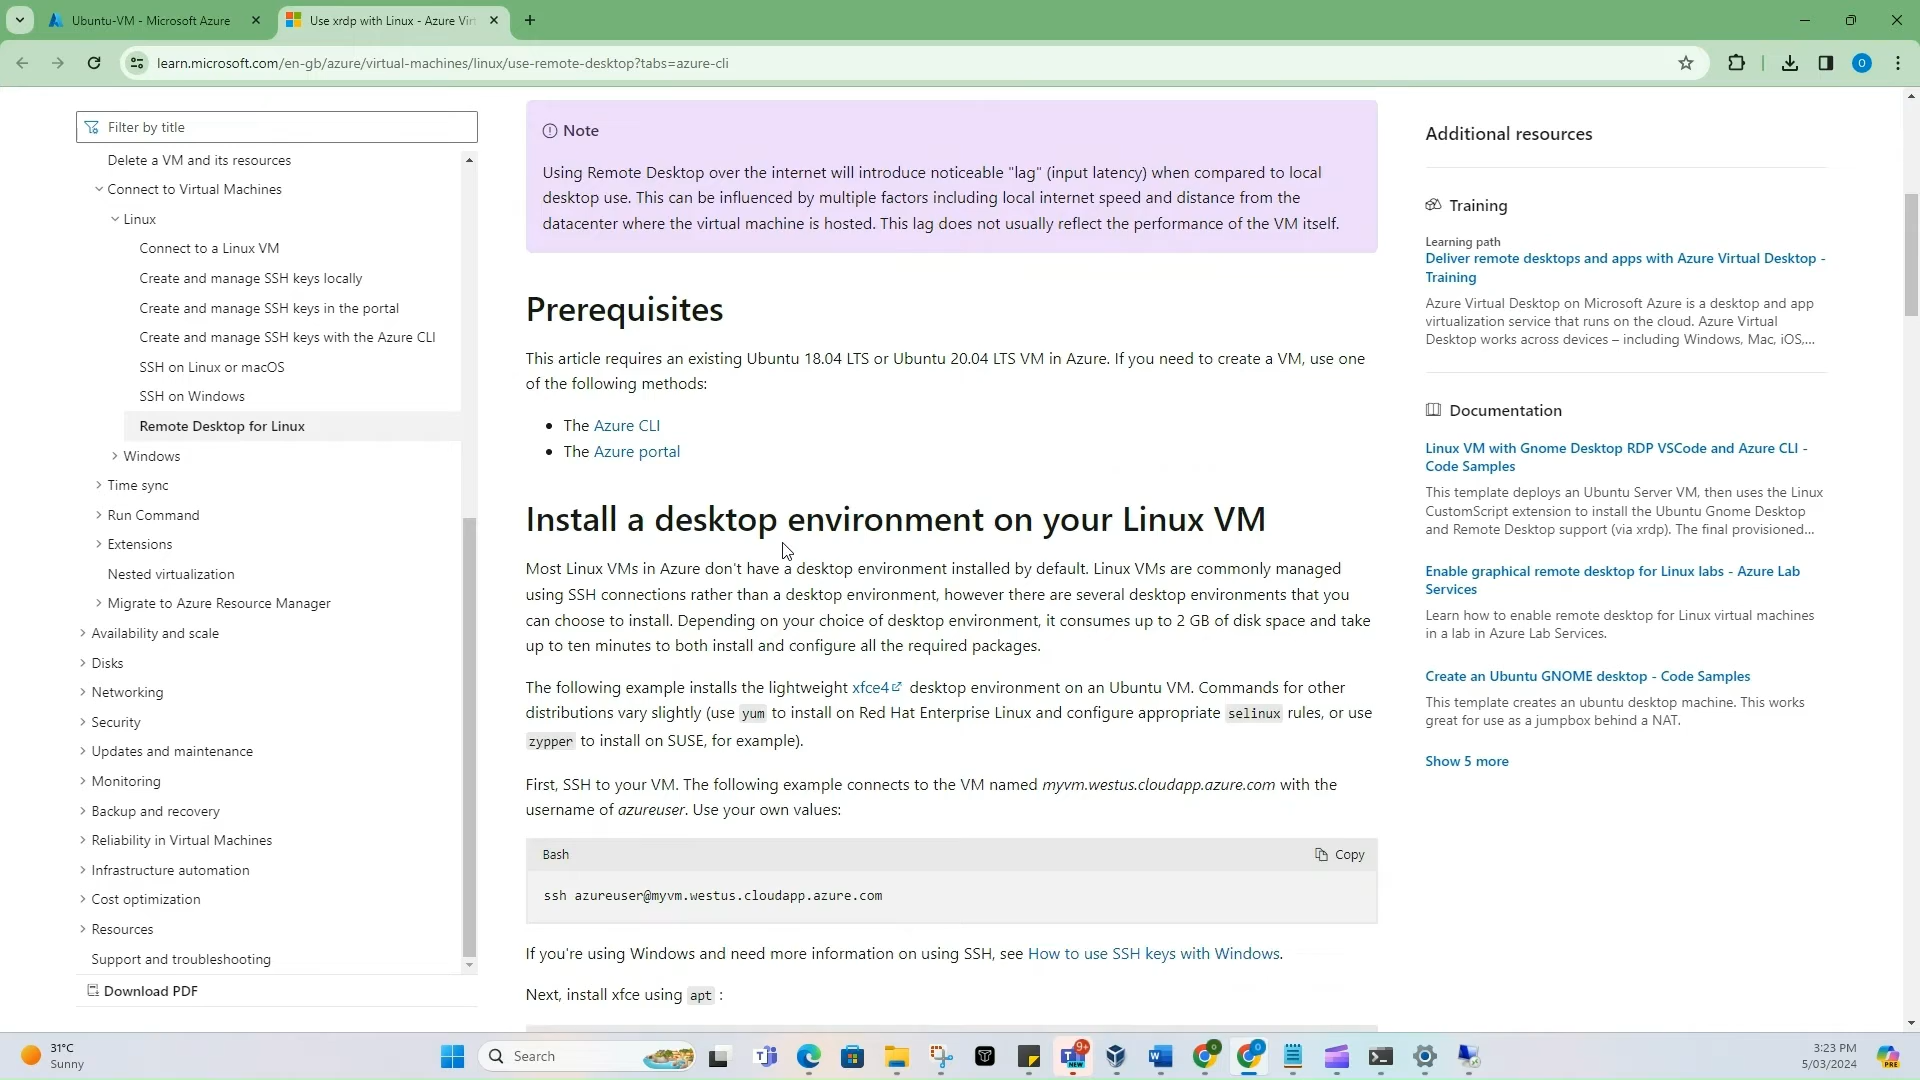 Ubuntu-VM - Microsoft Azure
Use xrdp with Linux - Azure Virt
learn.microsoft.com/en-gb/azure/virtual-machines/linux/use-remote-desktop?tabs=azure-cli
O
Filter by title
Delete a VM and its resources
Connect to Virtual Machines
Linux
Connect to a Linux VM
Create and manage SSH keys locally
Create and manage SSH keys in the portal
Create and manage SSH keys with the Azure CLI
SSH on Linux or macOS
SSH on Windows
Remote Desktop for Linux
Windows
Time sync
Run Command
Extensions
Nested virtualization
Migrate to Azure Resource Manager
Availability and scale
Disks
Networking
Security
Updates and maintenance
Monitoring
Backup and recovery
Reliability in Virtual Machines
Infrastructure automation
Cost optimization
Resources
Support and troubleshooting
Download PDF
Note
Using Remote Desktop over the internet will introduce noticeable "lag" (input latency) when compared to local
desktop use. This can be influenced by multiple factors including local internet speed and distance from the
datacenter where the virtual machine is hosted. This lag does not usually reflect the performance of the VM itself.
Prerequisites
This article requires an existing Ubuntu 18.04 LTS or Ubuntu 20.04 LTS VM in Azure. If you need to create a VM, use one
of the following methods:
• The Azure CLI
• The Azure portal
Install a desktop environment on your Linux VM
Most Linux VMs in Azure don't have a desktop environment installed by default. Linux VMs are commonly managed
using SSH connections rather than a desktop environment, however there are several desktop environments that you
can choose to install. Depending on your choice of desktop environment, it consumes up to 2 GB of disk space and take
up to ten minutes to both install and configure all the required packages.
The following example installs the lightweight xfce4 desktop environment on an Ubuntu VM. Commands for other
distributions vary slightly (use yum to install on Red Hat Enterprise Linux and configure appropriate selinux rules, or use
zypper to install on SUSE, for example).
First, SSH to your VM. The following example connects to the VM named myvm.westus.cloudapp.azure.com with the
username of azureuser. Use your own values:
Bash
Copy
ssh azureuser@myvm.westus.cloudapp.azure.com
If you're using Windows and need more information on using SSH, see How to use SSH keys with Windows.
Next, install xfce using apt :
Additional resources
Training
Learning path
Deliver remote desktops and apps with Azure Virtual Desktop -
Training
Azure Virtual Desktop on Microsoft Azure is a desktop and app
virtualization service that runs on the cloud. Azure Virtual
Desktop works across devices – including Windows, Mac, iOS,...
Documentation
Linux VM with Gnome Desktop RDP VSCode and Azure CLI -
Code Samples
This template deploys an Ubuntu Server VM, then uses the Linux
CustomScript extension to install the Ubuntu Gnome Desktop
and Remote Desktop support (via xrdp). The final provisioned...
Enable graphical remote desktop for Linux labs - Azure Lab
Services
Learn how to enable remote desktop for Linux virtual machines
in a lab in Azure Lab Services.
Create an Ubuntu GNOME desktop - Code Samples
This template creates an ubuntu desktop machine. This works
great for use as a jumpbox behind a NAT.
Show 5 more
31°C
Sunny
Search
9+
NEW
3:23 PM
5/03/2024
PRE